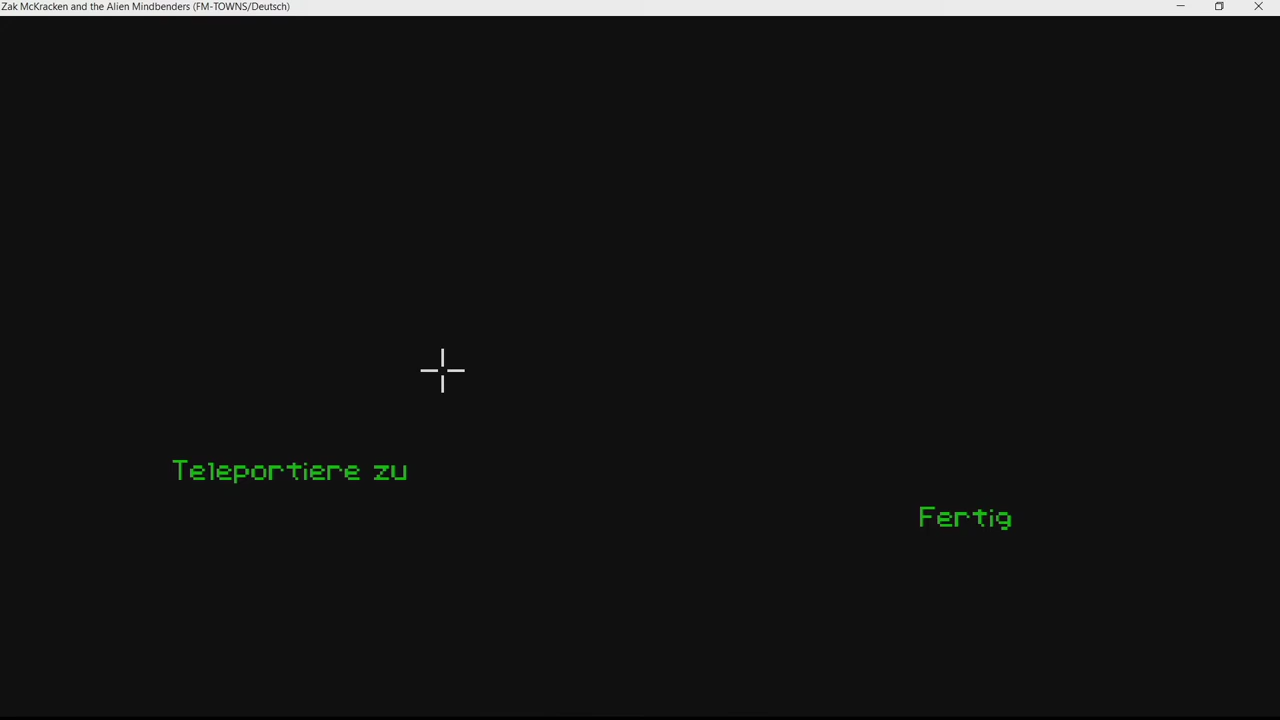 Zak McKracken and the Alien Mindbenders (FM-TOWNS/Deutsch)
Teleportiere zu
Fertig